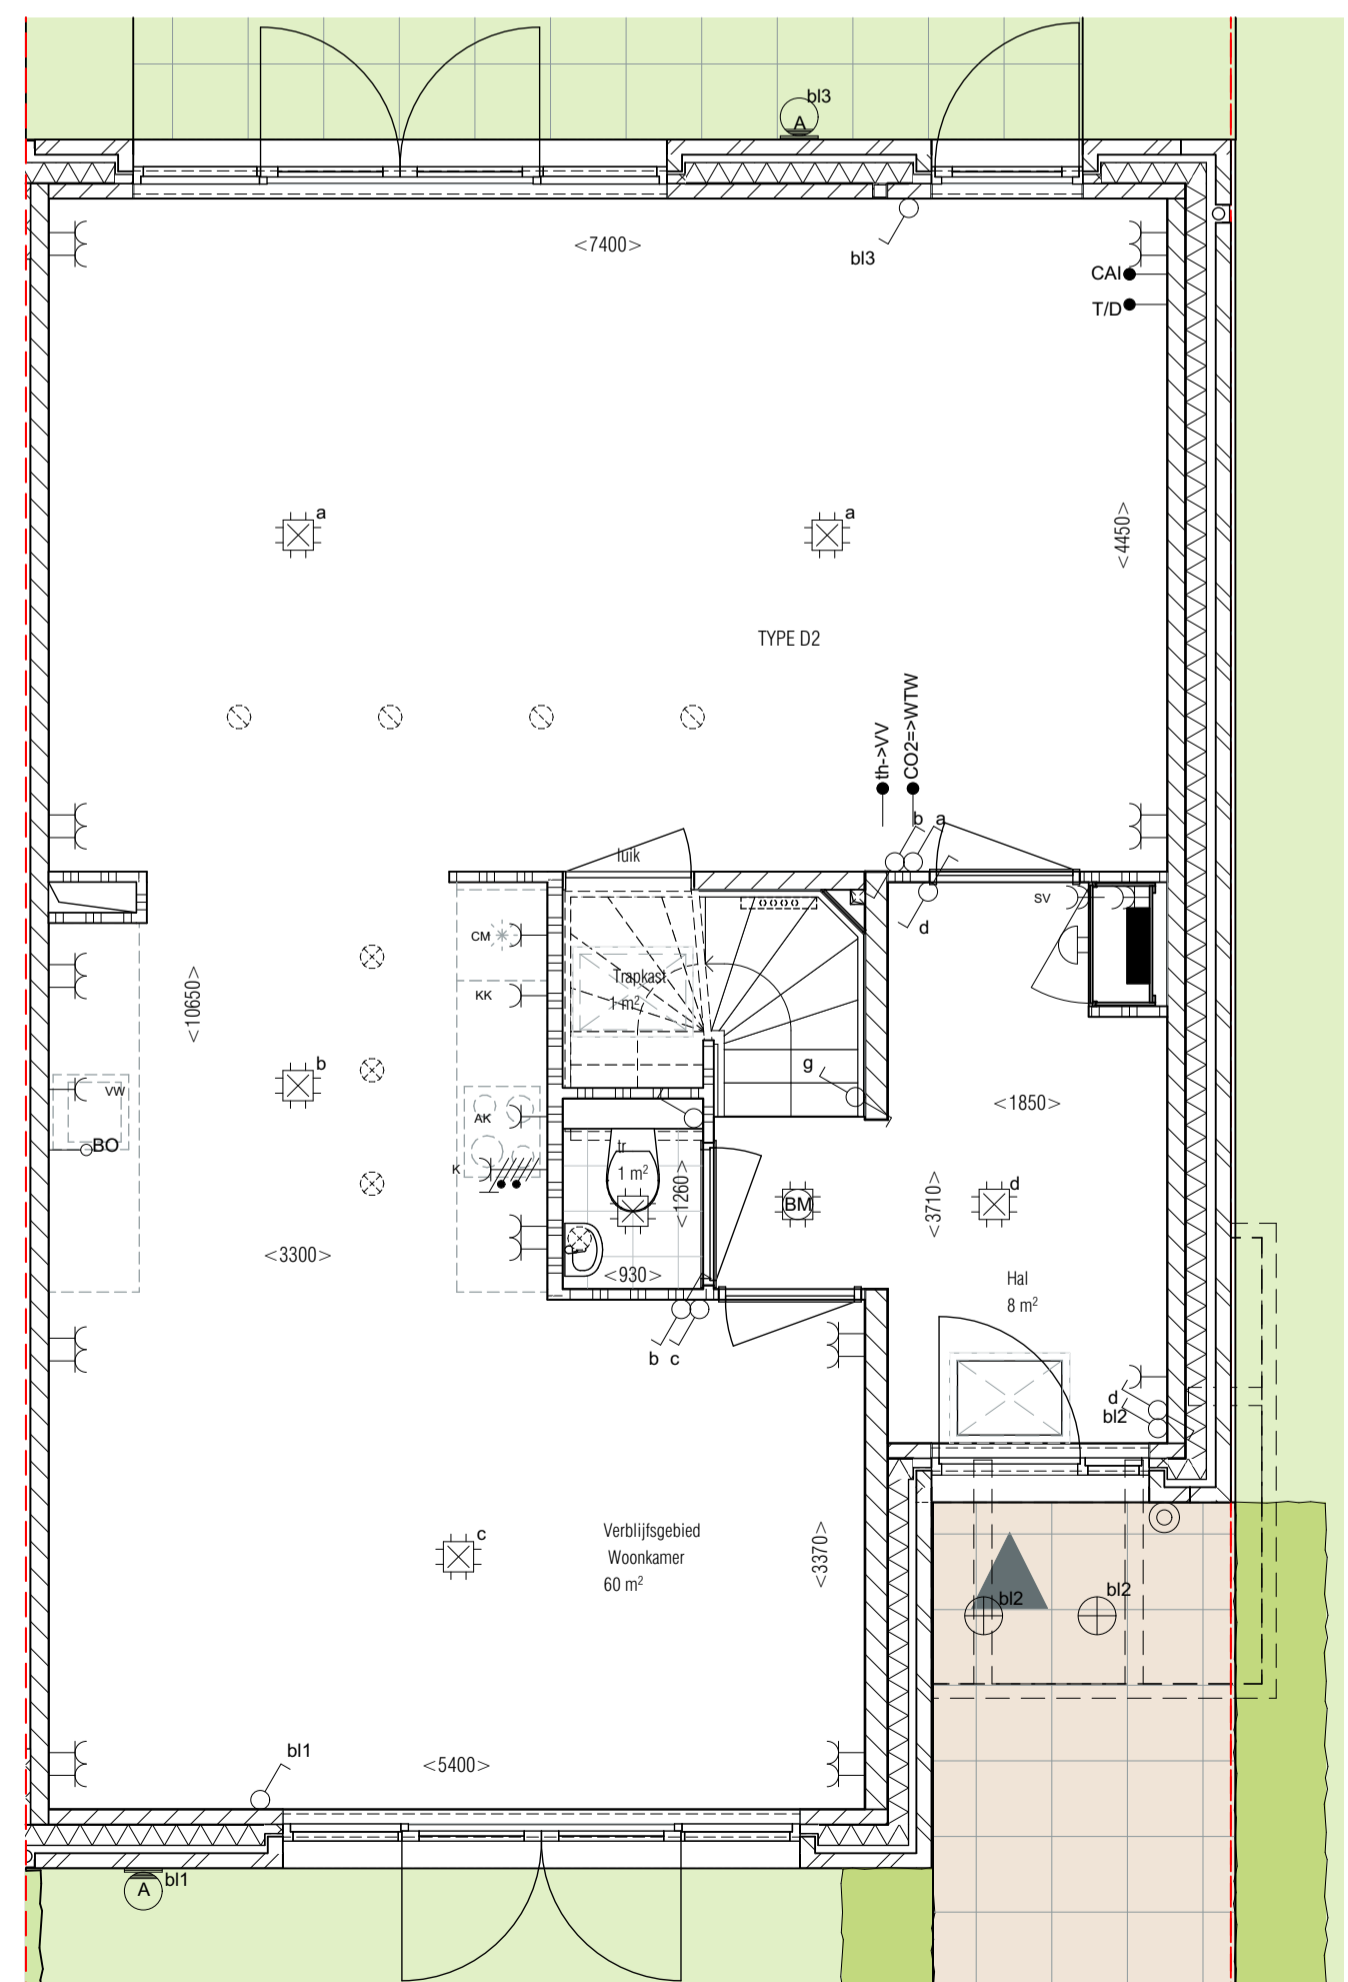 bl3
A
<7400>
bl3
CAI
T/D
a
a
<4450>
TYPE D2
th->VV
CO2=>WTW
b
a
luik
d
SV
CM
KK
Trapkast
1 m²
<10650>
b
VW
BO
AK
K
g
<1850>
tr
1 m²
<1260>
BM
d
<3710>
<3300>
<930>
Hal
8 m²
b
c
d
bl2
c
Verblijfsgebied
Woonkamer
60 m²
<3370>
bl2
bl2
bl1
<5400>
A
bl1